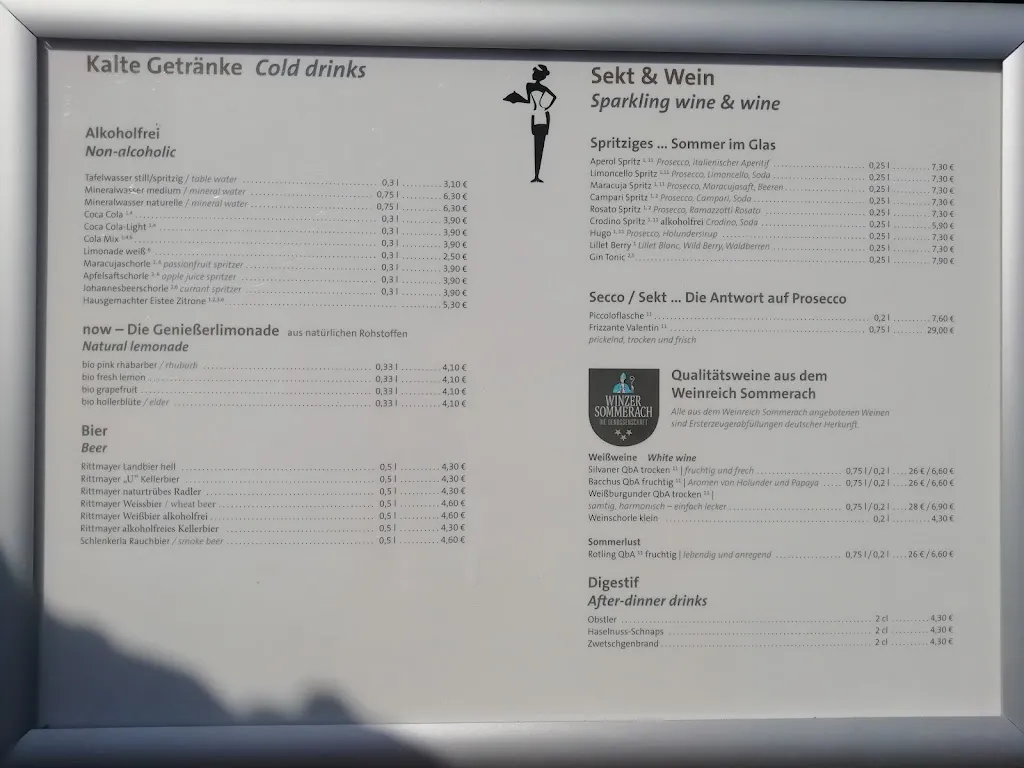 Kalte Getränke Cold drinks
Alkoholfrei
Non-alcoholic
Tafelwasser still/spritzig / table water 0,3 l 3,10 €
Mineralwasser medium / mineral water 0,75 l 6,30 €
Mineralwasser naturelle / mineral water 0,75 l 6,30 €
Coca Cola 0,3 l 3,90 €
Coca Cola-Light 0,3 l 3,90 €
Cola Mix 0,3 l 3,90 €
Limonade weiß 0,3 l 2,50 €
Maracujaschorle passionfruit spritzer 0,3 l 3,90 €
Apfelsaftschorle apple juice spritzer 0,3 l 3,90 €
Johannesbeerschorle currant spritzer 0,3 l 3,90 €
Hausgemachter Eistee Zitrone 5,30 €
now – Die Genießerlimonade aus natürlichen Rohstoffen
Natural lemonade
bio pink rhabarber / rhubarb 0,33 l 4,10 €
bio fresh lemon 0,33 l 4,10 €
bio grapefruit 0,33 l 4,10 €
bio hollerblüte / elder 0,33 l 4,10 €
Bier
Beer
Rittmayer Landbier hell 0,5 l 4,30 €
Rittmayer „U“ Kellerbier 0,5 l 4,30 €
Rittmayer naturtrübes Radler 0,5 l 4,30 €
Rittmayer Weissbier / wheat beer 0,5 l 4,60 €
Rittmayer Weißbier alkoholfrei 0,5 l 4,60 €
Rittmayer alkoholfreies Kellerbier 0,5 l 4,30 €
Schlenkerla Rauchbier / smoke beer 0,5 l 4,60 €
Sekt & Wein
Sparkling wine & wine
Spritziges ... Sommer im Glas
Aperol Spritz Prosecco, italienischer Aperitif 0,25 l 7,30 €
Limoncello Spritz Prosecco, Limoncello, Soda 0,25 l 7,30 €
Maracuja Spritz Prosecco, Maracujasaft, Beeren 0,25 l 7,30 €
Campari Spritz Prosecco, Campari, Soda 0,25 l 7,30 €
Rosato Spritz Prosecco, Ramazzotti Rosato 0,25 l 7,30 €
Crodino Spritz alkoholfrei Crodino, Soda 0,25 l 5,90 €
Hugo Prosecco, Holundersirup 0,25 l 7,30 €
Lillet Berry Lillet Blanc, Wild Berry, Waldbeeren 0,25 l 7,30 €
Gin Tonic 0,25 l 7,90 €
Secco / Sekt ... Die Antwort auf Prosecco
Piccoloflasche 11 0,2 l 7,60 €
Frizzante Valentin 11 0,75 l 29,00 €
prickelnd, trocken und frisch
WINZER
SOMMERACH
DIE GENOSSENSCHAFT
Qualitätsweine aus dem
Weinreich Sommerach
Alle aus dem Weinreich Sommerach angebotenen Weinen
sind Ersterzeugerabfüllungen deutscher Herkunft.
Weißweine White wine
Silvaner QbA trocken 11 | fruchtig und frech 0,75 l / 0,2 l 26 € / 6,60 €
Bacchus QbA fruchtig 11 | Aromen von Holunder und Papaya 0,75 l / 0,2 l 26 € / 6,60 €
Weißburgunder QbA trocken 11 |
samtig, harmonisch – einfach lecker 0,75 l / 0,2 l 28 € / 6,90 €
Weinschorle klein 0,2 l 4,30 €
Sommerlust
Rotling QbA 11 fruchtig | lebendig und anregend 0,75 l / 0,2 l 26 € / 6,60 €
Digestif
After-dinner drinks
Obstler 2 cl 4,30 €
Haselnuss-Schnaps 2 cl 4,30 €
Zwetschgenbrand 2 cl 4,30 €